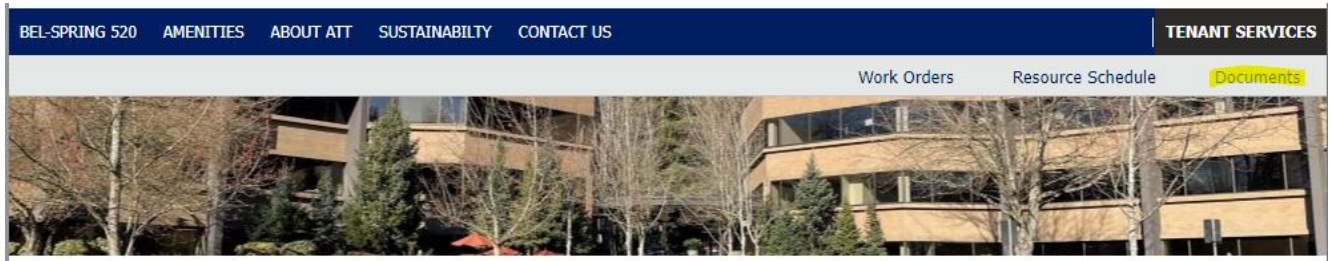 BEL-SPRING 520 AMENITIES ABOUT ATT SUSTAINABILTY CONTACT US TENANT SERVICES
Work Orders Resource Schedule Documents